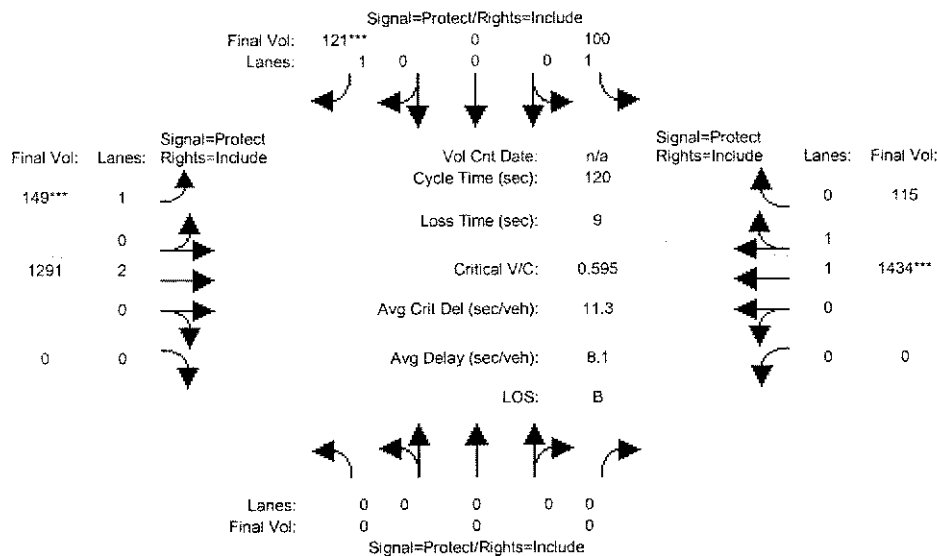 Signal=Protect/Rights=Include
Final Vol: 121*** 0 100
Lanes: 1 0 0 0 1
Signal=Protect
Final Vol: Lanes: Rights=Include
Vol Cnt Date: n/a
Signal=Protect
Rights=Include Lanes: Final Vol:
Cycle Time (sec): 120
149*** 1
0 115
Loss Time (sec): 9
0
1
1291 2
Critical V/C: 0.595
1 1434***
0
Avg Crit Del (sec/veh): 11.3
0
0 0
Avg Delay (sec/veh): 8.1
0 0
LOS: B
Lanes: 0 0 0 0 0
Final Vol: 0 0 0
Signal=Protect/Rights=Include